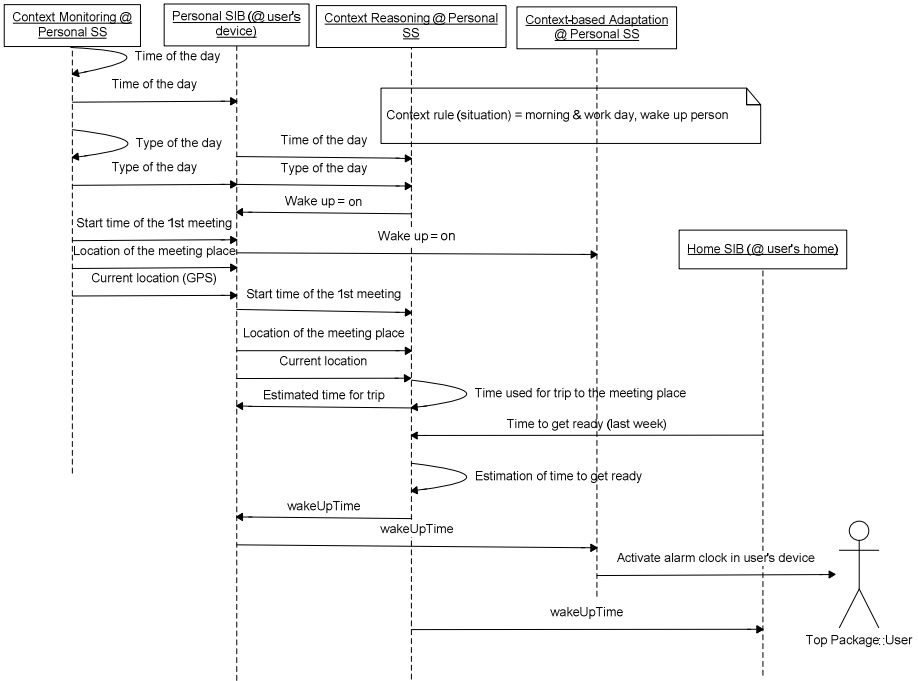 Context Monitoring @
Personal SS
Personal SIB (@ user's
device)
Context Reasoning @ Personal
SS
Context-based Adaptation
@ Personal SS
Time of the day
Time of the day
Context rule (situation) = morning & work day, wake up person
Type of the day
Time of the day
Type of the day
Type of the day
Wake up = on
Start time of the 1st meeting
Wake up = on
Location of the meeting place
Home SIB (@ user's home)
Current location (GPS)
Start time of the 1st meeting
Location of the meeting place
Current location
Time used for trip to the meeting place
Estimated time for trip
Time to get ready (last week)
Estimation of time to get ready
wakeUpTime
wakeUpTime
Activate alarm clock in user's device
wakeUpTime
Top Package::User